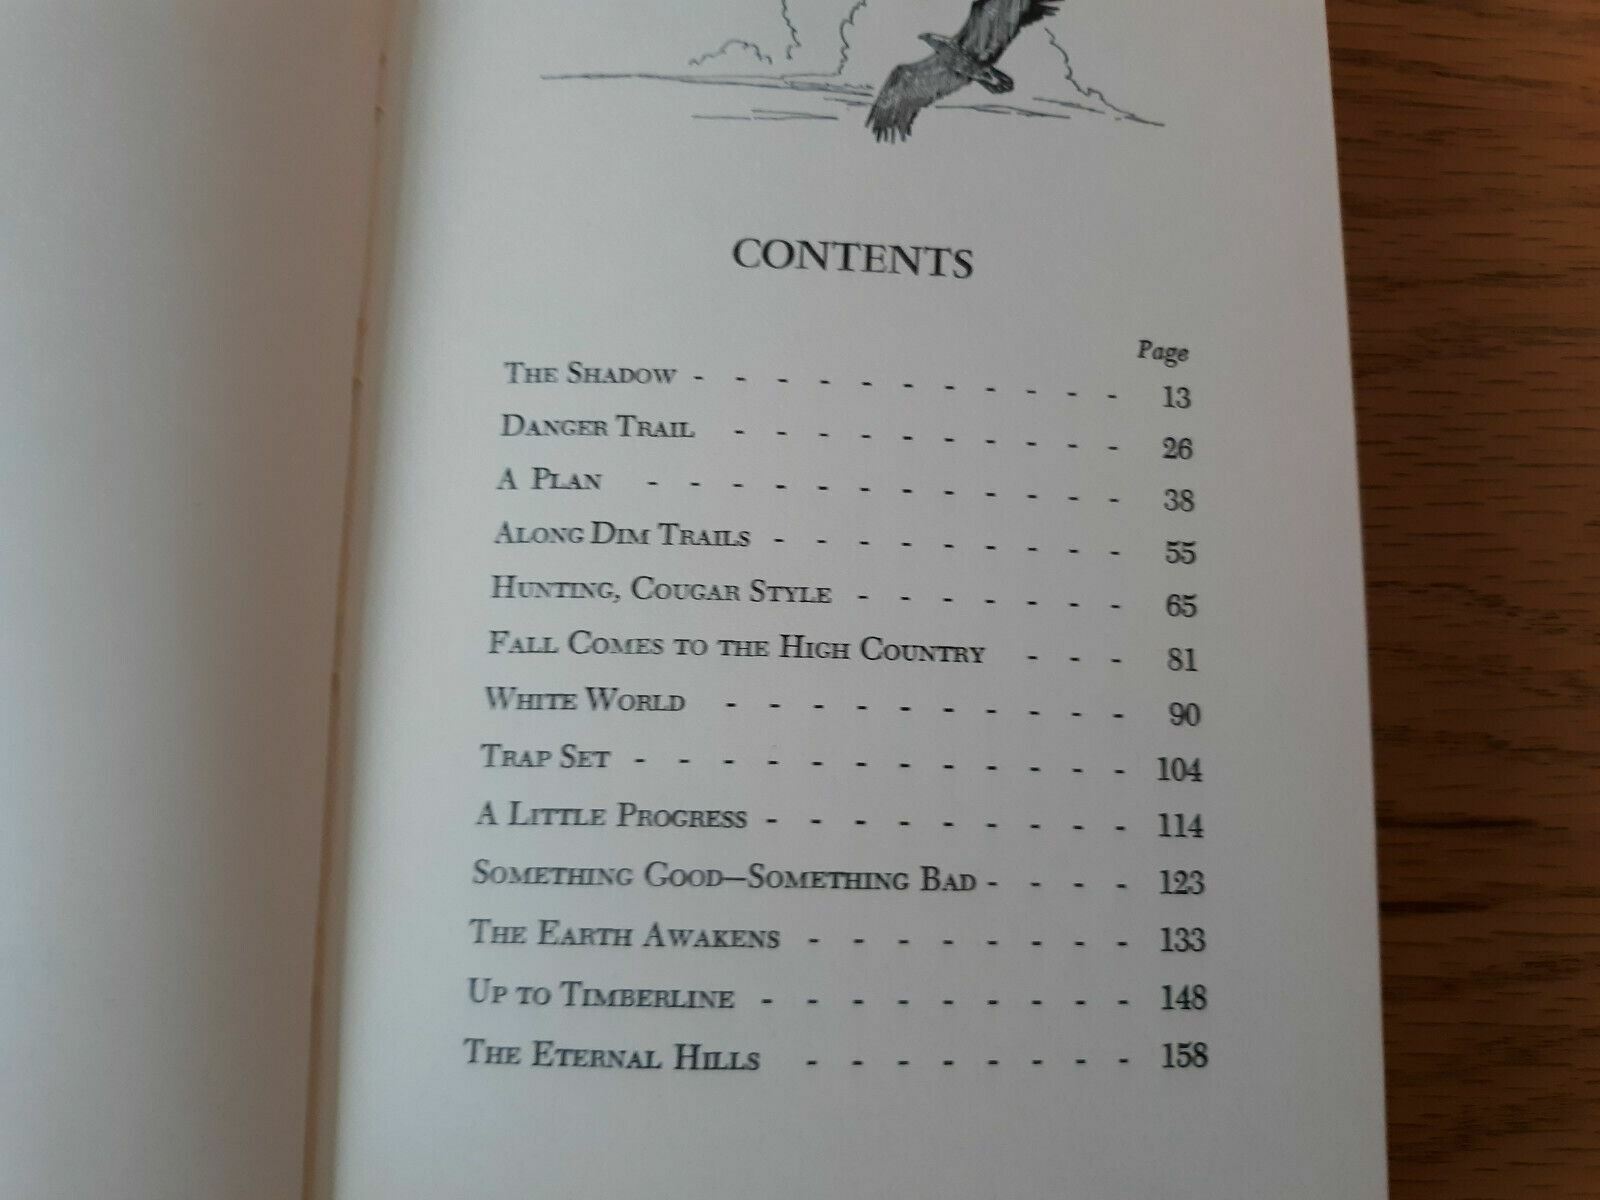 CONTENTS
Page
THE SHADOW - - - - - - - - - - - 13
DANGER TRAIL - - - - - - - - - - 26
A PLAN - - - - - - - - - - - - 38
ALONG DIM TRAILS - - - - - - - - - 55
HUNTING, COUGAR STYLE - - - - - - - 65
FALL COMES TO THE HIGH COUNTRY - - - 81
WHITE WORLD - - - - - - - - - - 90
TRAP SET - - - - - - - - - - - - 104
A LITTLE PROGRESS - - - - - - - - - 114
SOMETHING GOOD—SOMETHING BAD - - - - 123
THE EARTH AWAKENS - - - - - - - - 133
UP TO TIMBERLINE - - - - - - - - - 148
THE ETERNAL HILLS - - - - - - - - 158